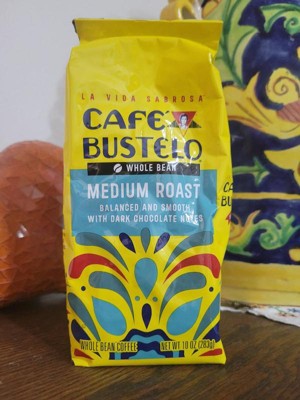 LA VIDA SABROSA
CAFE
BUSTELO
WHOLE BEAN
MEDIUM ROAST
BALANCED AND SMOOTH
WITH DARK CHOCOLATE NOTES
WHOLE BEAN COFFEE NET WT 10 OZ (283g)